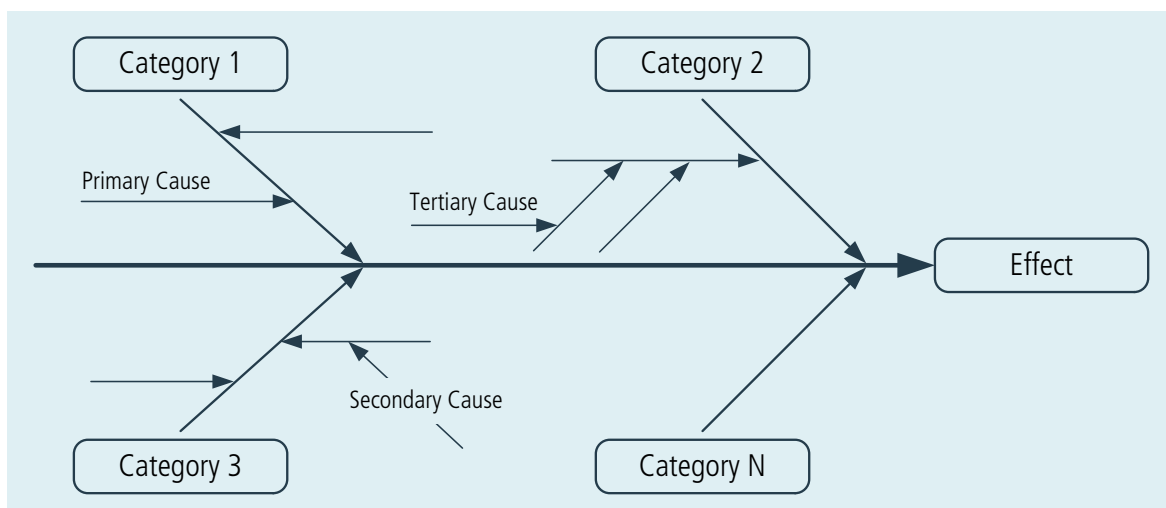 Category 1
Category 2
Primary Cause
Tertiary Cause
Effect
Secondary Cause
Category 3
Category N